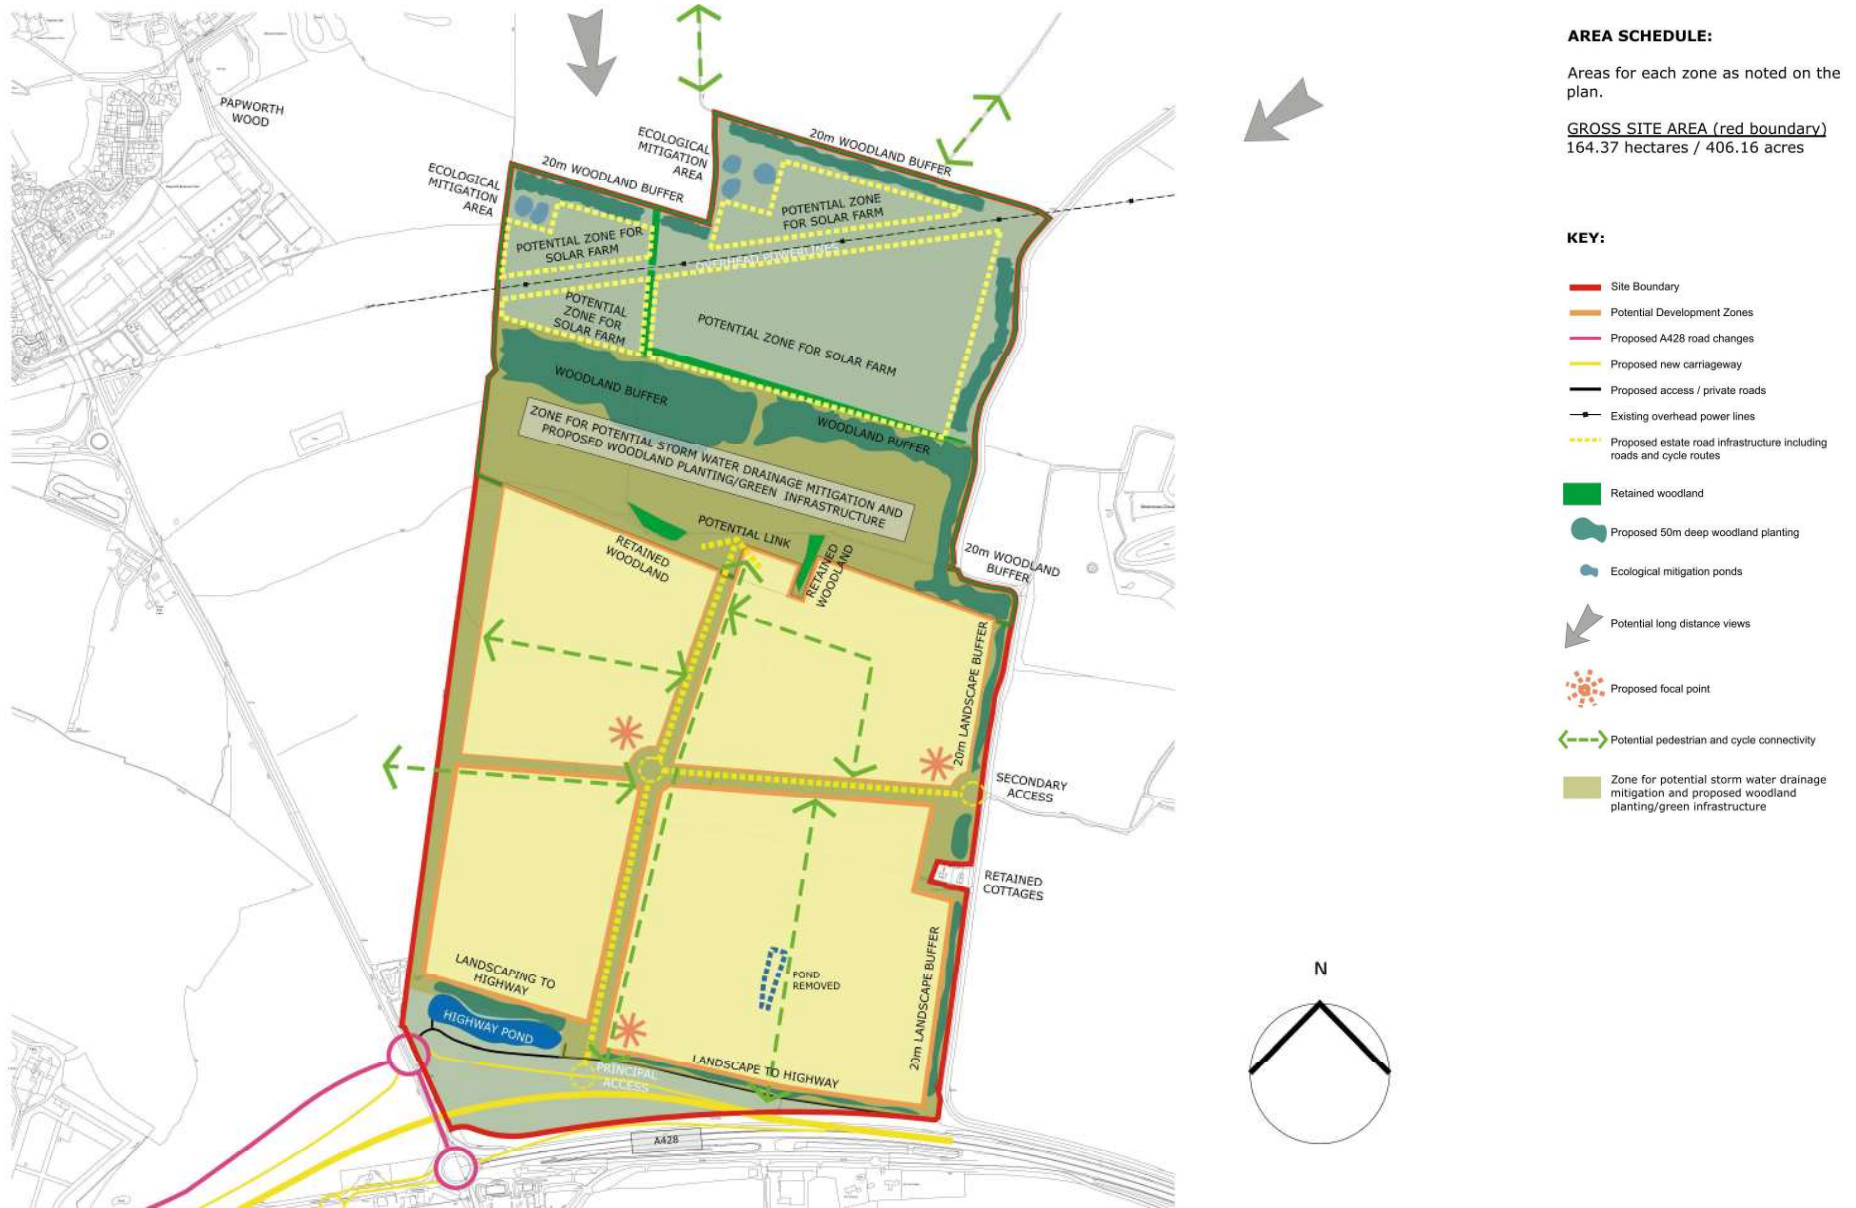 PAPWORTH
WOOD
ECOLOGICAL
MITIGATION
AREA
20m WOODLAND BUFFER
ECOLOGICAL
MITIGATION
AREA
20m WOODLAND BUFFER
POTENTIAL ZONE
FOR SOLAR FARM
POTENTIAL ZONE FOR
SOLAR FARM
OVERHEAD POWERLINES
POTENTIAL
ZONE FOR
SOLAR FARM
POTENTIAL ZONE FOR SOLAR FARM
WOODLAND BUFFER
WOODLAND BUFFER
ZONE FOR POTENTIAL STORM WATER DRAINAGE MITIGATION AND
PROPOSED WOODLAND PLANTING/GREEN INFRASTRUCTURE
POTENTIAL LINK
RETAINED
WOODLAND
RETAINED
WOODLAND
20m WOODLAND
BUFFER
20m LANDSCAPE BUFFER
SECONDARY
ACCESS
RETAINED
COTTAGES
LANDSCAPING TO
HIGHWAY
HIGHWAY POND
POND
REMOVED
20m LANDSCAPE BUFFER
LANDSCAPE TO HIGHWAY
PRINCIPAL
ACCESS
A428
AREA SCHEDULE:
Areas for each zone as noted on the
plan.
GROSS SITE AREA (red boundary)
164.37 hectares / 406.16 acres
KEY:
Site Boundary
Potential Development Zones
Proposed A428 road changes
Proposed new carriageway
Proposed access / private roads
Existing overhead power lines
Proposed estate road infrastructure including
roads and cycle routes
Retained woodland
Proposed 50m deep woodland planting
Ecological mitigation ponds
Potential long distance views
Proposed focal point
Potential pedestrian and cycle connectivity
Zone for potential storm water drainage
mitigation and proposed woodland
planting/green infrastructure
N